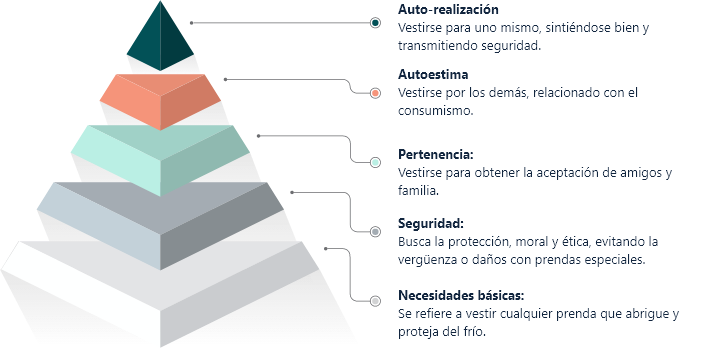 Auto-realización
Vestirse para uno mismo, sintiéndose bien y
transmitiendo seguridad.
Autoestima
Vestirse por los demás, relacionado con el
consumismo.
Pertenencia:
Vestirse para obtener la aceptación de amigos y
familia.
Seguridad:
Busca la protección, moral y ética, evitando la
vergüenza o daños con prendas especiales.
Necesidades básicas:
Se refiere a vestir cualquier prenda que abrigue y
proteja del frío.